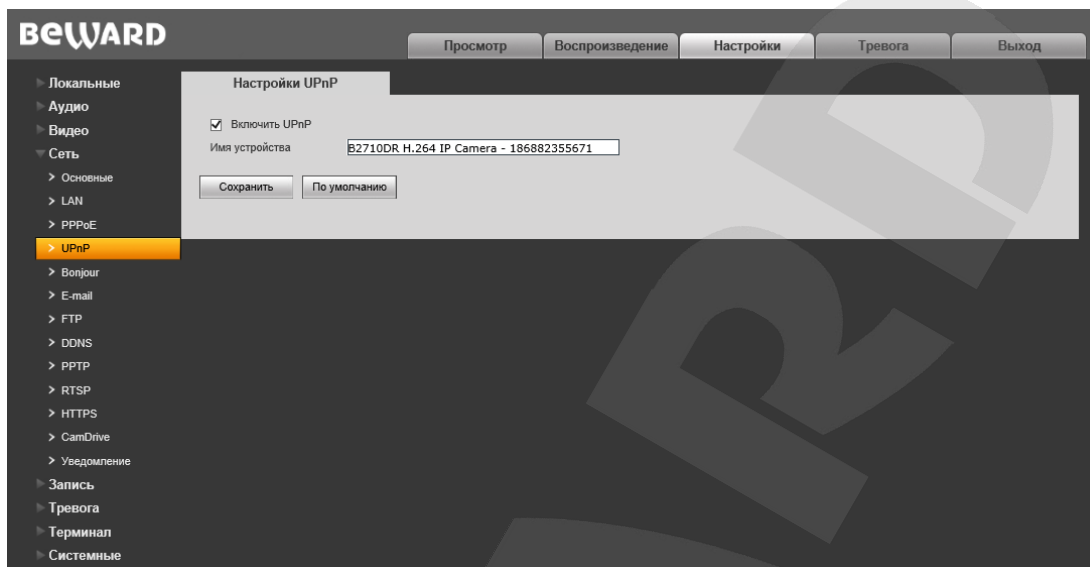 BEWARD
Просмотр Воспроизведение Настройки Тревога Выход
Локальные
Аудио
Видео
Сеть
> Основные
> LAN
> PPPoE
> UPnP
> Bonjour
> E-mail
> FTP
> DDNS
> PPTP
> RTSP
> HTTPS
> CamDrive
> Уведомление
Запись
Тревога
Терминал
Системные
Настройки UPnP
Включить UPnP
Имя устройства B2710DR H.264 IP Camera - 186882355671
Сохранить По умолчанию